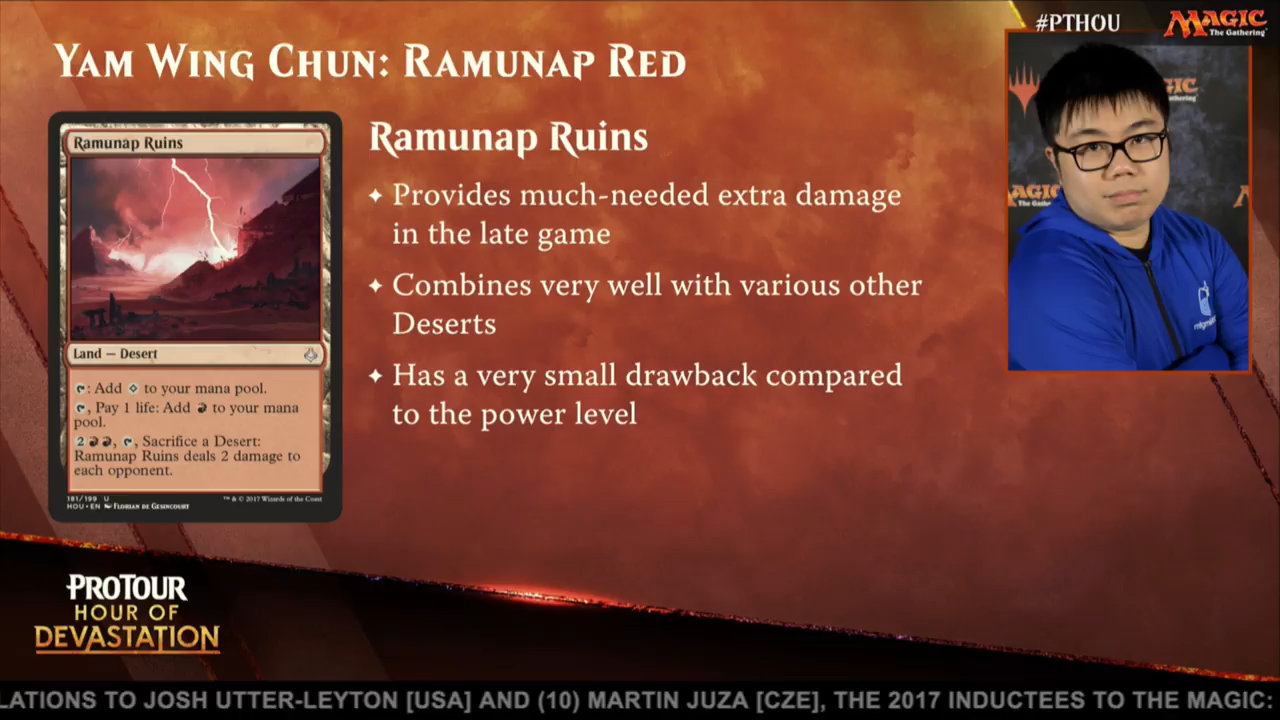 #PTHOU
MAGIC
The Gathering
YAM WING CHUN: RAMUNAP RED
Ramunap Ruins
Land — Desert
: Add to your mana pool.
, Pay 1 life: Add to your mana
pool.
2 , , Sacrifice a Desert:
Ramunap Ruins deals 2 damage to
each opponent.
181/199 U
HOU • EN FLORIAN DE GESINCOURT
™ & © 2017 Wizards of the Coast
Ramunap Ruins
Provides much-needed extra damage
in the late game
Combines very well with various other
Deserts
Has a very small drawback compared
to the power level
PROTOUR
HOUR OF
DEVASTATION
LATIONS TO JOSH UTTER-LEYTON [USA] AND (10) MARTIN JUZA [CZE], THE 2017 INDUCTEES TO THE MAGIC: